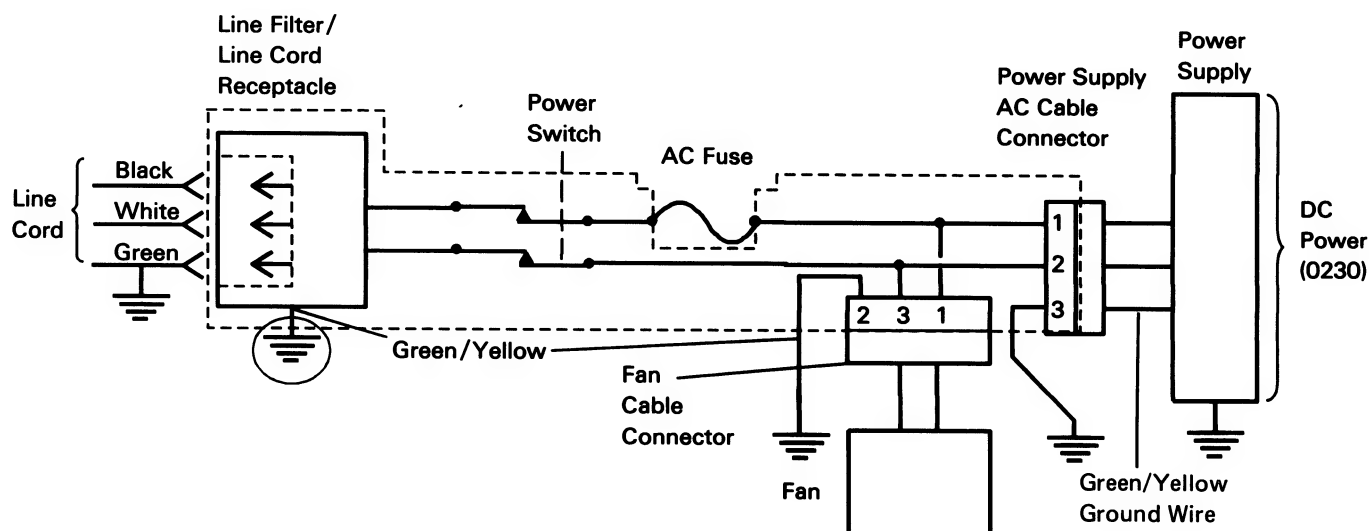 Line Filter/
Line Cord
Receptacle
Power
Switch
AC Fuse
Power Supply
AC Cable
Connector
Power
Supply
Line
Cord
Black
White
Green
1
2
3
DC
Power
(0230)
2 3 1
Green/Yellow
Fan
Cable
Connector
Fan
Green/Yellow
Ground Wire